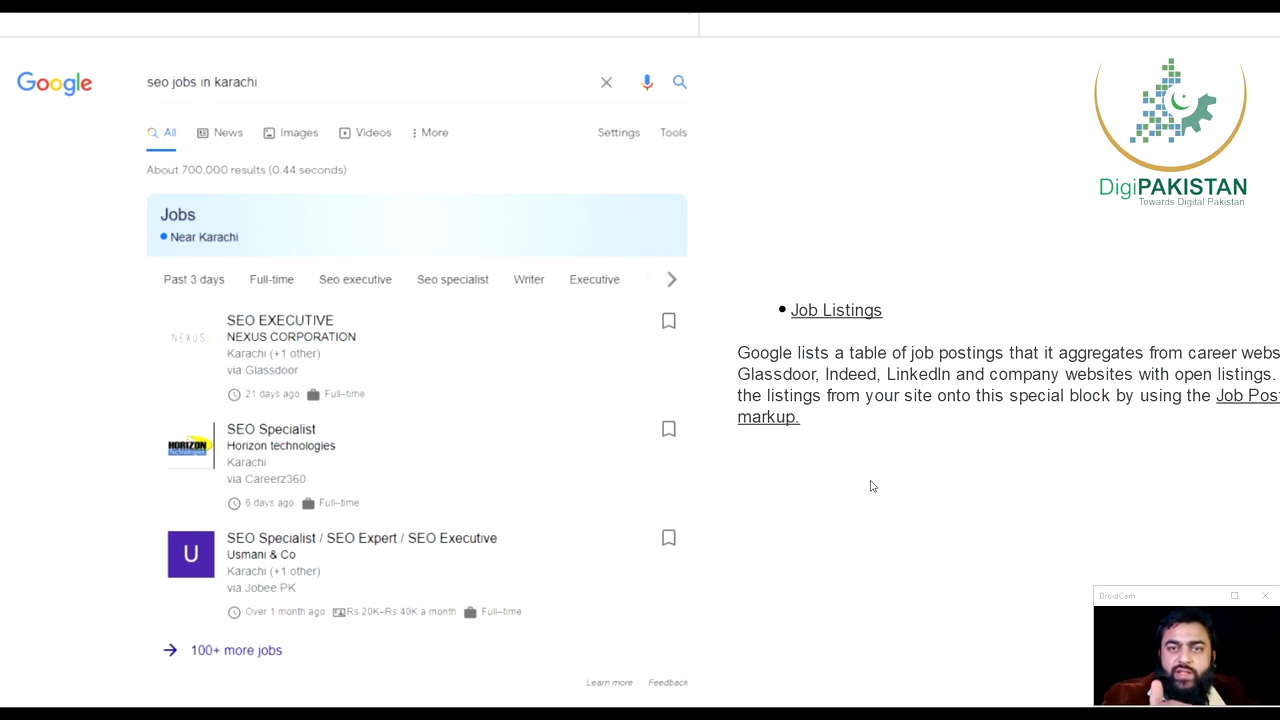 Google
seo jobs in karachi
All News Images Videos More Settings Tools
About 700,000 results (0.44 seconds)
Jobs
Near Karachi
Past 3 days Full-time Seo executive Seo specialist Writer Executive
NEXUS
SEO EXECUTIVE
NEXUS CORPORATION
Karachi (+1 other)
via Glassdoor
21 days ago Full–time
HORIZON
Technologies
SEO Specialist
Horizon technologies
Karachi
via Careerz360
6 days ago Full–time
U
SEO Specialist / SEO Expert / SEO Executive
Usmani & Co
Karachi (+1 other)
via Jobee.PK
Over 1 month ago Rs 20K–Rs 40K a month Full–time
100+ more jobs
Learn more Feedback
DigiPAKISTAN
Towards Digital Pakistan
• Job Listings
Google lists a table of job postings that it aggregates from career webs
Glassdoor, Indeed, LinkedIn and company websites with open listings.
the listings from your site onto this special block by using the Job Pos
markup.
DroidCam